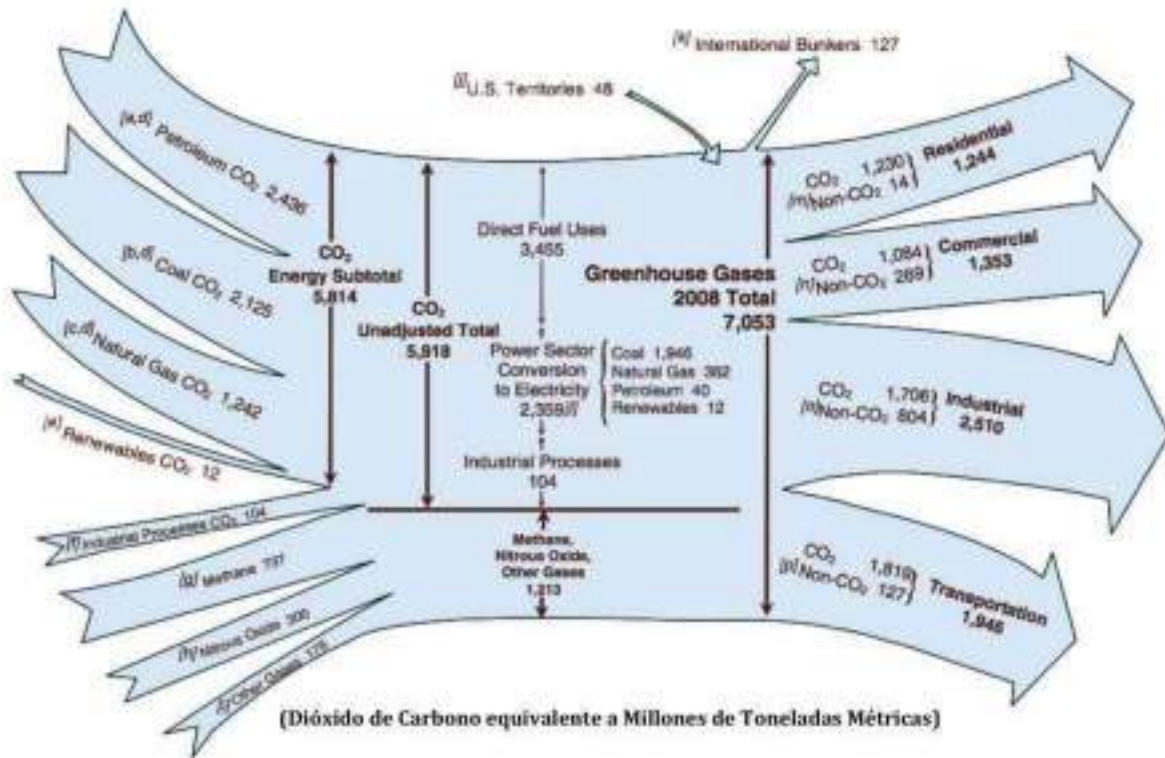 [k] International Bunkers 127
[j] U.S. Territories 48
[a,d] Petroleum CO₂ 2,436
[b,d] Coal CO₂ 2,125
[c,d] Natural Gas CO₂ 1,242
[e] Renewables CO₂ 12
[f] Industrial Processes CO₂ 104
[g] Methane 737
[h] Nitrous Oxide 300
Other Gases 175
CO₂
Energy Subtotal
5,814
CO₂
Unadjusted Total
5,918
Direct Fuel Uses
3,455
Power Sector
Conversion
to Electricity
2,359
Coal 1,946
Natural Gas 362
Petroleum 40
Renewables 12
Industrial Processes
104
Methane,
Nitrous Oxide,
Other Gases
1,213
Greenhouse Gases
2008 Total
7,053
CO₂ 1,230
[m] Non-CO₂ 14
Residential
1,244
CO₂ 1,084
[n] Non-CO₂ 269
Commercial
1,353
CO₂ 1,706
[o] Non-CO₂ 804
Industrial
2,510
CO₂ 1,819
[p] Non-CO₂ 127
Transportation
1,946
(Dióxido de Carbono equivalente a Millones de Toneladas Métricas)